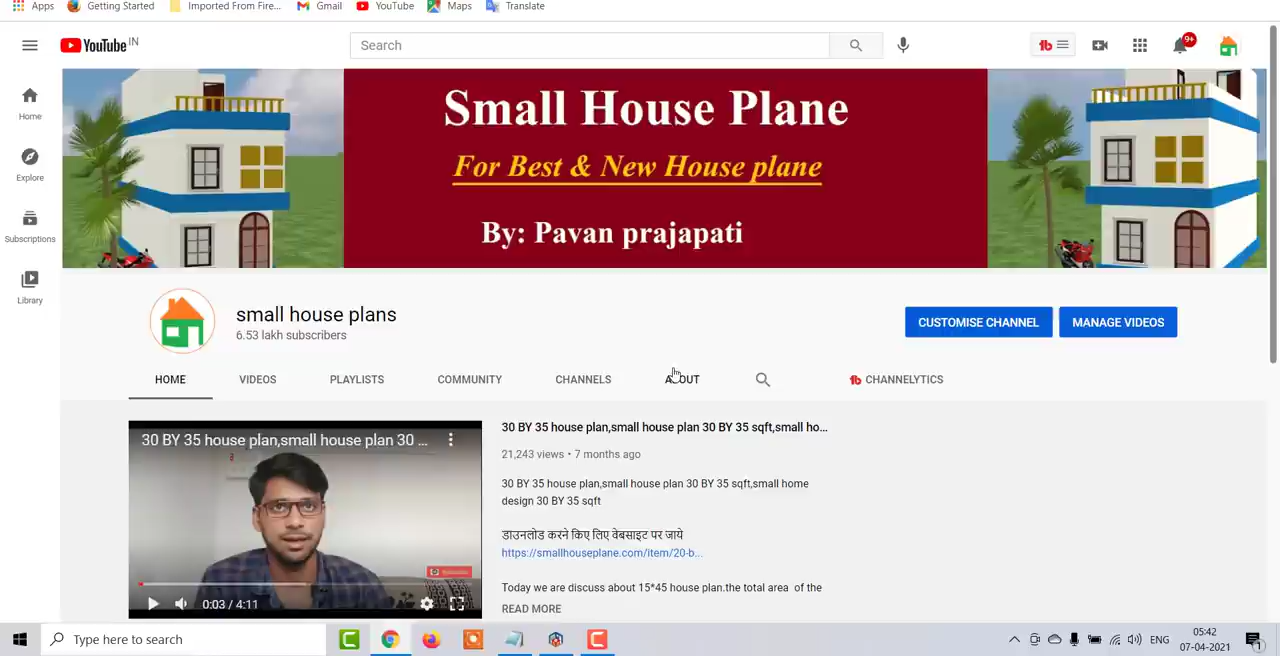 Apps Getting Started Imported From Fire... Gmail YouTube Maps Translate
YouTube IN
Search
9+
Home
Explore
Subscriptions
Library
Small House Plane
For Best & New House plane
By: Pavan prajapati
small house plans
6.53 lakh subscribers
CUSTOMISE CHANNEL
MANAGE VIDEOS
HOME VIDEOS PLAYLISTS COMMUNITY CHANNELS ABOUT CHANNELYTICS
30 BY 35 house plan,small house plan 30 ...
0:03 / 4:11
30 BY 35 house plan,small house plan 30 BY 35 sqft,small ho...
21,243 views • 7 months ago
30 BY 35 house plan,small house plan 30 BY 35 sqft,small home
design 30 BY 35 sqft
डाउनलोड करने किए लिए वेबसाइट पर जाये
https://smallhouseplane.com/item/20-b...
Today we are discuss about 15*45 house plan.the total area of the
READ MORE
Type here to search
ENG
05:42
07-04-2021
1